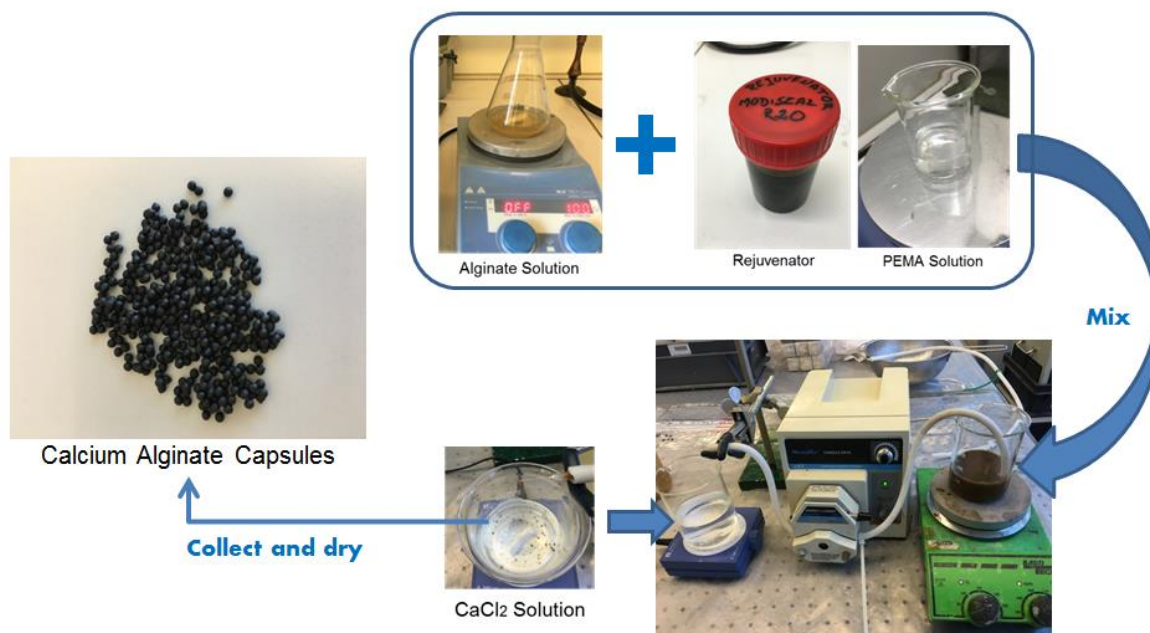 Alginate Solution
REJUVENATOR
MODISEAL
R20
Rejuvenator
PEMA Solution
OFF
100
Mix
Calcium Alginate Capsules
Collect and dry
CaCl2 Solution